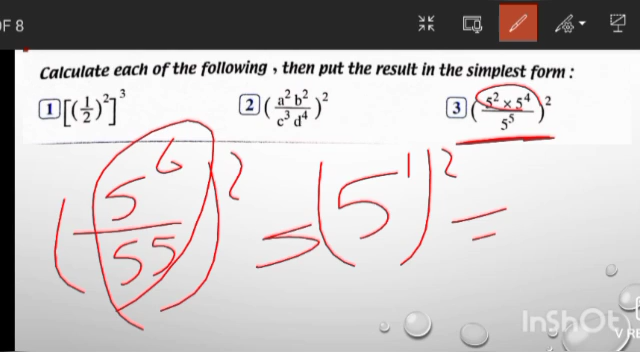 OF 8
Calculate each of the following , then put the result in the simplest form :
1 [(1/2)²]³
2 (a² b² / c³ d⁴)²
3 (5² × 5⁴ / 5⁵)²
(5⁶ / 5⁵)² = (5¹)² =
InShOt